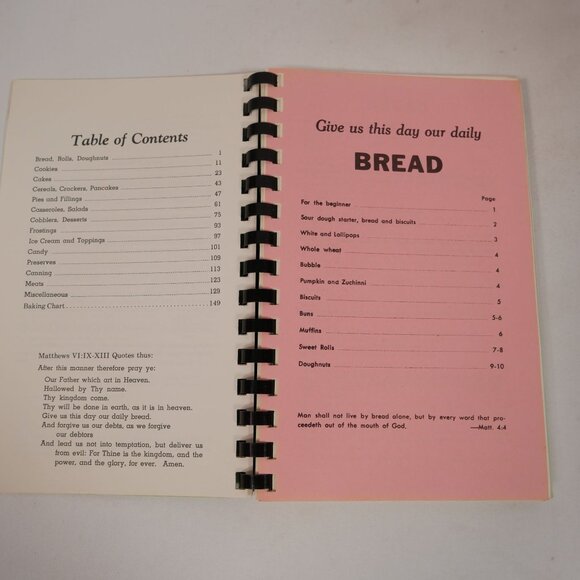 Table of Contents
Bread, Rolls, Doughnuts 1
Cookies 11
Cakes 23
Cereals, Crackers, Pancakes 43
Pies and Fillings 47
Casseroles, Salads 61
Cobblers, Desserts 75
Frostings 93
Ice Cream and Toppings 97
Candy 101
Preserves 109
Canning 113
Meats 123
Miscellaneous 129
Baking Chart 149
Matthews VI:IX-XIII Quotes thus:
After this manner therefore pray ye:
Our Father which art in Heaven.
Hallowed by Thy name.
Thy kingdom come.
Thy will be done in earth, as it is in heaven.
Give us this day our daily bread.
And forgive us our debts, as we forgive
our debtors
And lead us not into temptation, but deliver us
from evil: For Thine is the kingdom, and the
power, and the glory, for ever. Amen.
Give us this day our daily
BREAD
Page
For the beginner 1
Sour dough starter, bread and biscuits 2
White and Lollipops 3
Whole wheat 4
Bubble 4
Pumpkin and Zuchinni 4
Biscuits 5
Buns 5-6
Muffins 6
Sweet Rolls 7-8
Doughnuts 9-10
Man shall not live by bread alone, but by every word that pro-
ceedeth out of the mouth of God. —Matt. 4:4